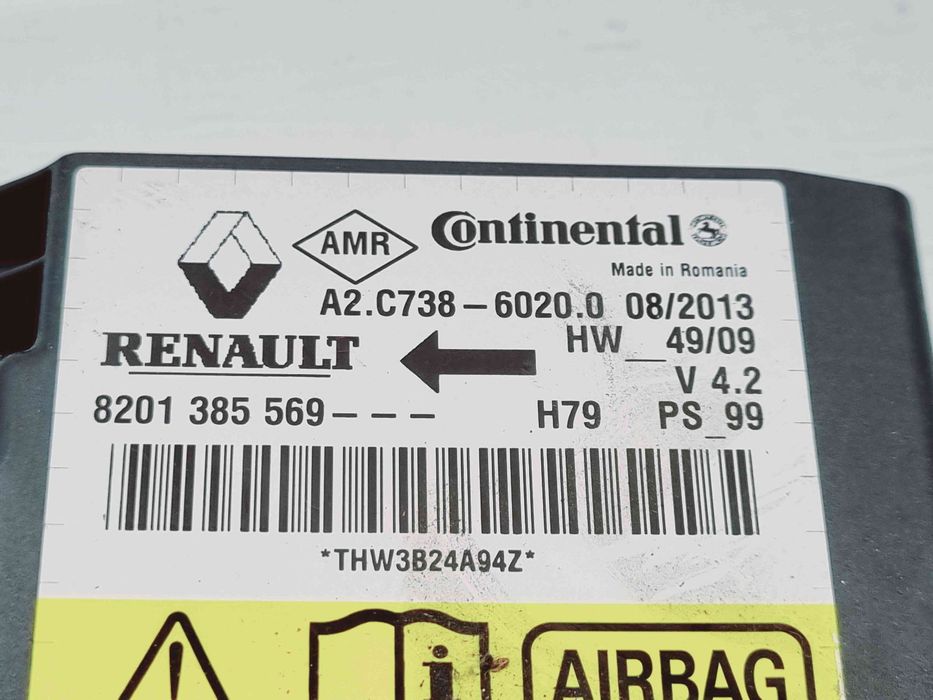 AMR
Continental
Made in Romania
A2.C738-6020.0 08/2013
RENAULT
HW__49/09
V 4.2
8201 385 569--- H79 PS_99
*THW3B24A94Z*
i
AIRBAG